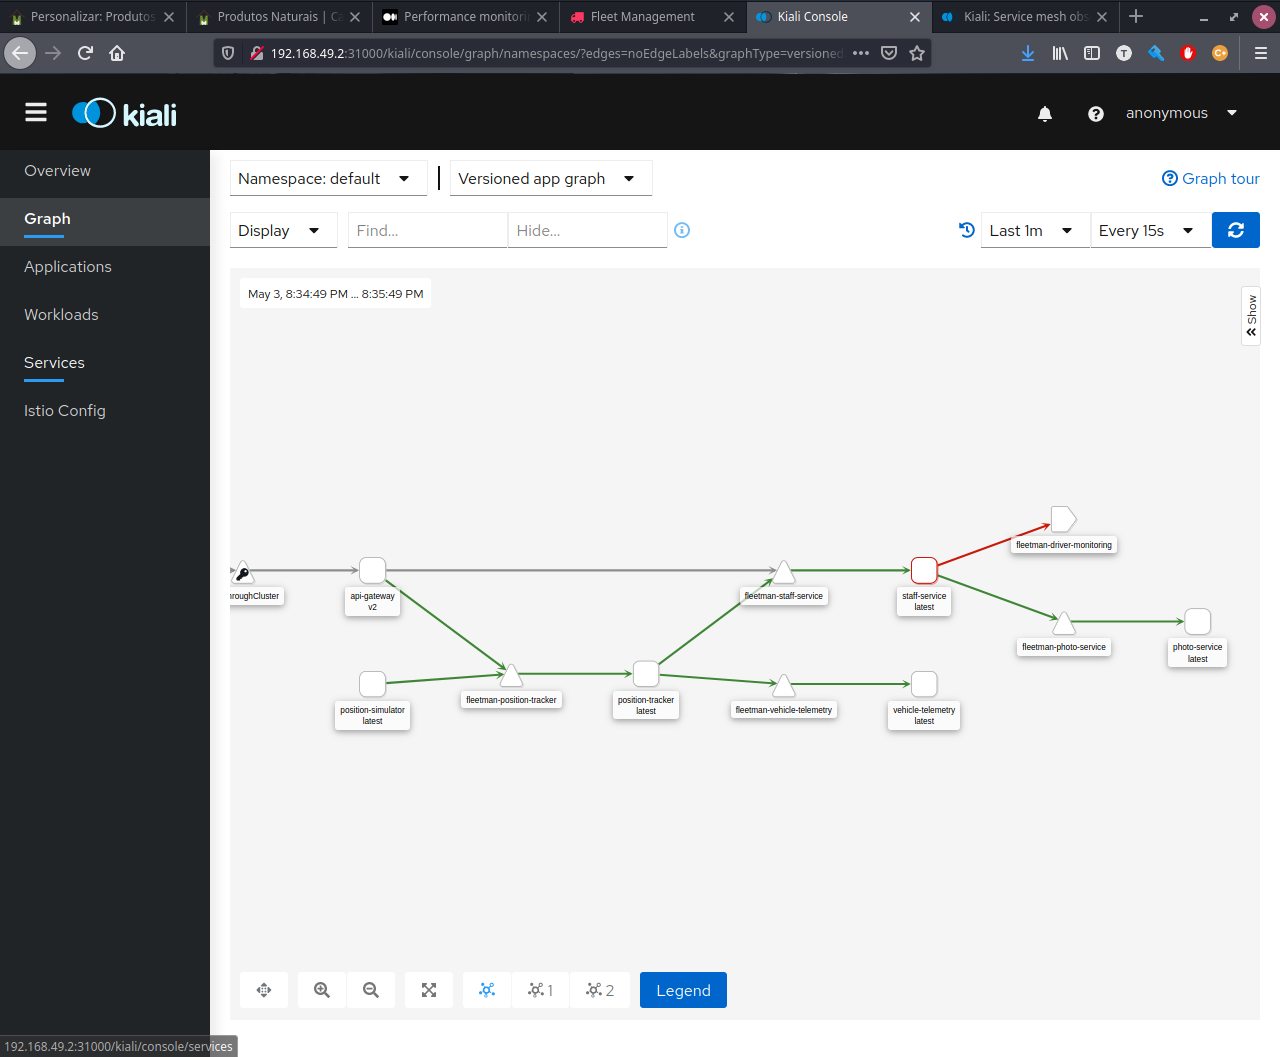 Personalizar: Produtos
Produtos Naturais | Ca
Performance monitorin
Fleet Management
Kiali Console
Kiali: Service mesh obs
192.168.49.2:31000/kiali/console/graph/namespaces/?edges=noEdgeLabels&graphType=versioned
kiali
anonymous
Overview
Graph
Applications
Workloads
Services
Istio Config
Namespace: default
Versioned app graph
Graph tour
Display
Find...
Hide...
Last 1m
Every 15s
May 3, 8:34:49 PM ... 8:35:49 PM
Show
fleetman-driver-monitoring
hroughCluster
api-gateway
v2
fleetman-staff-service
staff-service
latest
fleetman-photo-service
photo-service
latest
position-simulator
latest
fleetman-position-tracker
position-tracker
latest
fleetman-vehicle-telemetry
vehicle-telemetry
latest
1
2
Legend
192.168.49.2:31000/kiali/console/services